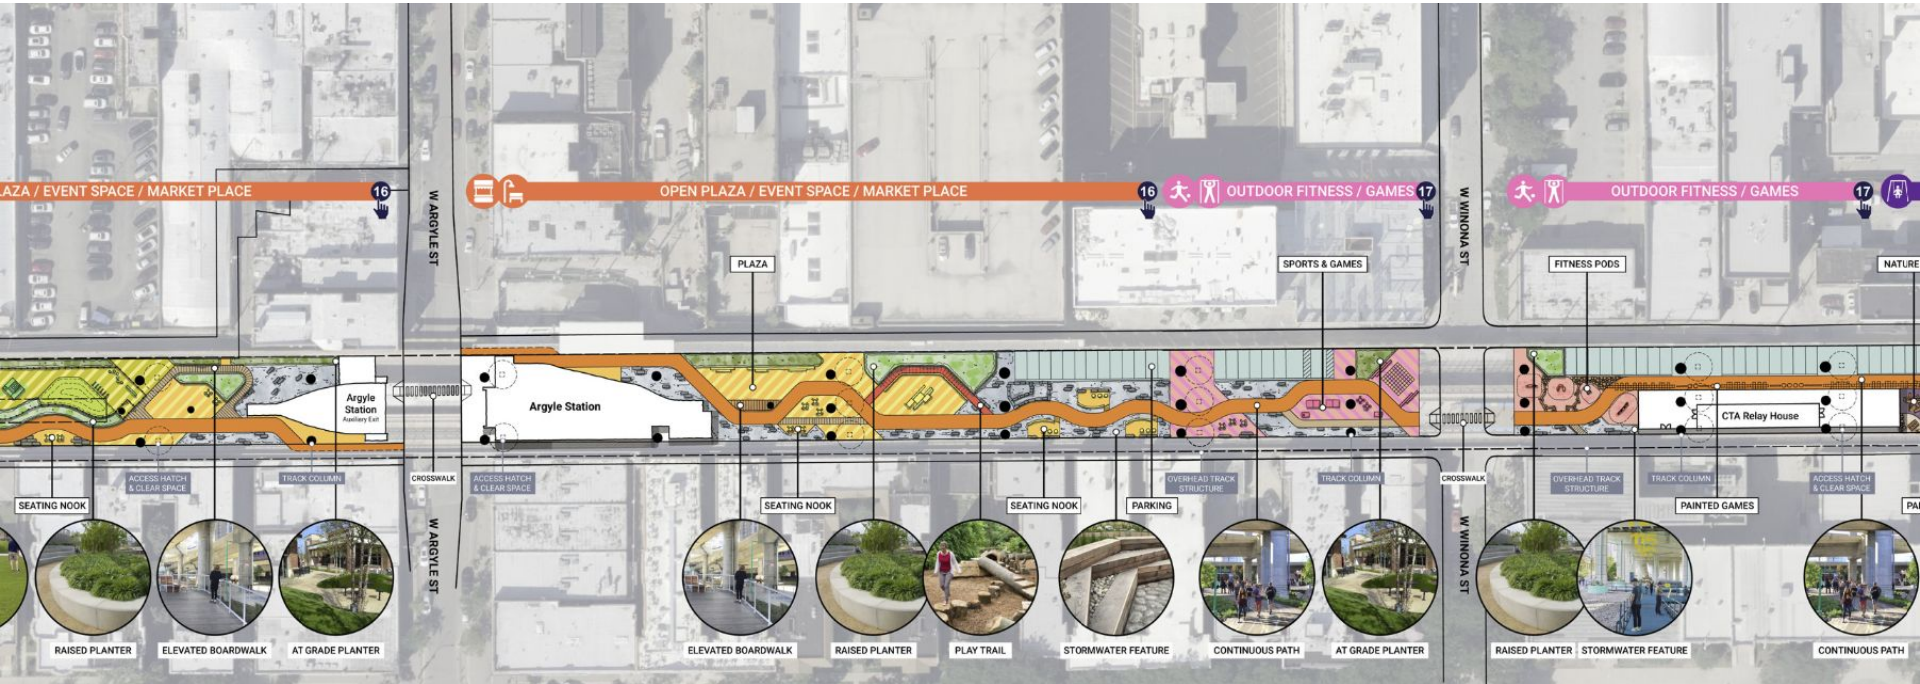 LAZA / EVENT SPACE / MARKET PLACE
16
W ARGYLE ST
OPEN PLAZA / EVENT SPACE / MARKET PLACE
16
OUTDOOR FITNESS / GAMES
17
W WINONA ST
OUTDOOR FITNESS / GAMES
17
PLAZA
SPORTS & GAMES
FITNESS PODS
NATURE
Argyle
Station
Auxiliary Exit
Argyle Station
CTA Relay House
ACCESS HATCH
& CLEAR SPACE
TRACK COLUMN
CROSSWALK
ACCESS HATCH
& CLEAR SPACE
OVERHEAD TRACK
STRUCTURE
TRACK COLUMN
CROSSWALK
OVERHEAD TRACK
STRUCTURE
TRACK COLUMN
ACCESS HATCH
& CLEAR SPACE
SEATING NOOK
SEATING NOOK
SEATING NOOK
PARKING
PAINTED GAMES
PAI
W ARGYLE ST
W WINONA ST
RAISED PLANTER
ELEVATED BOARDWALK
AT GRADE PLANTER
ELEVATED BOARDWALK
RAISED PLANTER
PLAY TRAIL
STORMWATER FEATURE
CONTINUOUS PATH
AT GRADE PLANTER
RAISED PLANTER
STORMWATER FEATURE
CONTINUOUS PATH